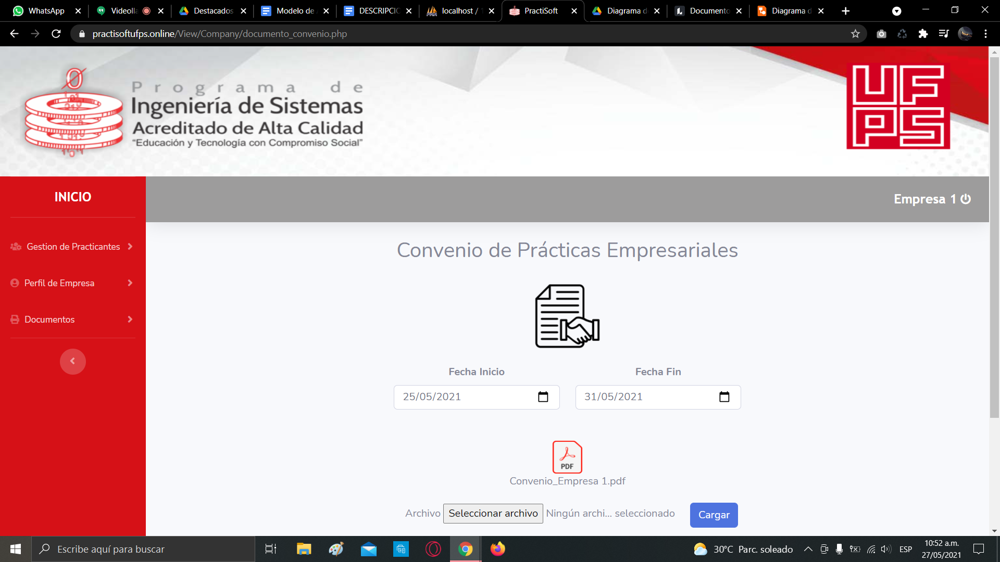 WhatsApp
Videolla
Destacados
Modelo de
DESCRIPCIO
localhost / 1
PractiSoft
Diagrama d
Documento
Diagrama d
practisoftufps.online/View/Company/documento_convenio.php
Programa de
Ingeniería de Sistemas
Acreditado de Alta Calidad
"Educación y Tecnología con Compromiso Social"
UFPS
INICIO
Empresa 1
Gestion de Practicantes
Perfil de Empresa
Documentos
Convenio de Prácticas Empresariales
Fecha Inicio
Fecha Fin
25/05/2021
31/05/2021
PDF
Convenio_Empresa 1.pdf
Archivo Seleccionar archivo Ningún archi... seleccionado
Cargar
Escribe aquí para buscar
30°C Parc. soleado
ESP
10:52 a.m.
27/05/2021